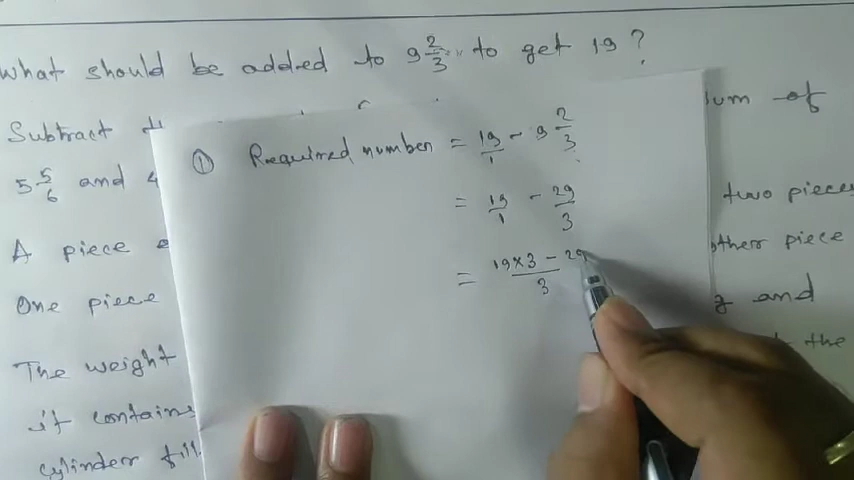 What should be added to 9 2/3 to get 19 ?
Subtract
5 5/6 and 4
um of
① Required number = 19/1 - 9 2/3
= 19/1 - 29/3
= 19×3 - 29/3
two pieces
A piece
other piece
One piece
and
The weight
the
it contains
cylinder fill